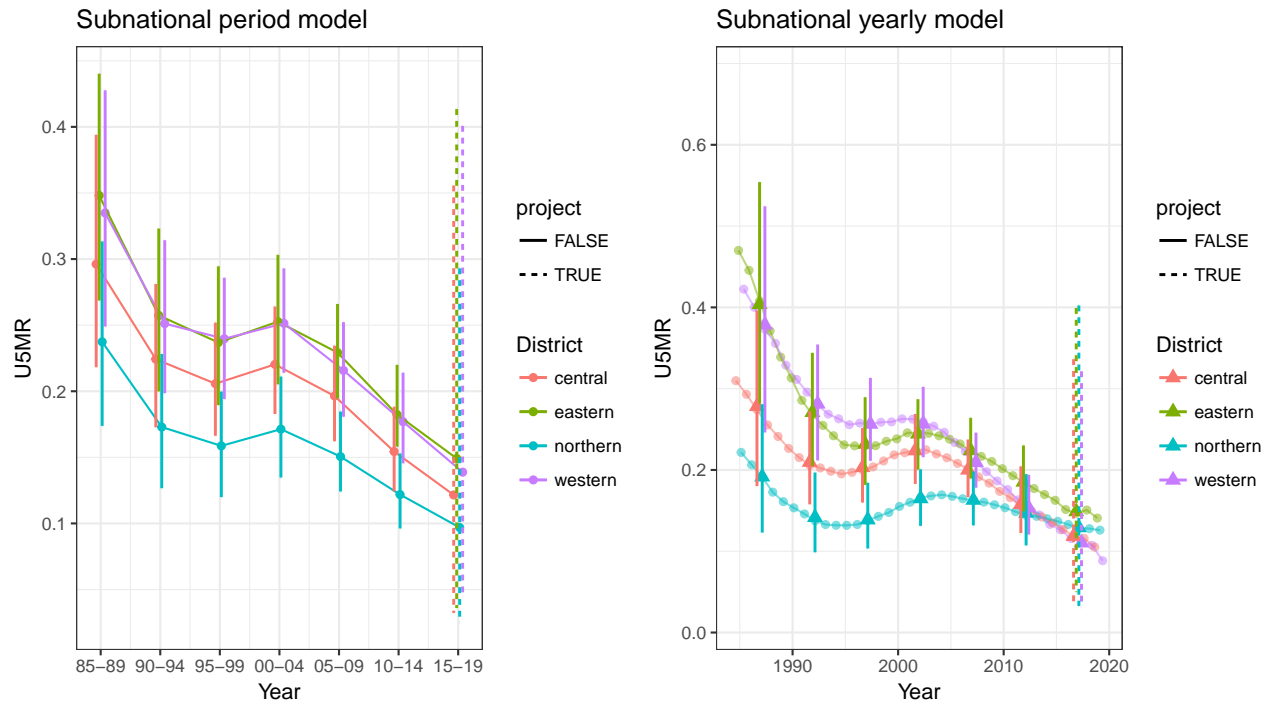 Subnational period model
U5MR
0.4
0.3
0.2
0.1
85−89 90−94 95−99 00−04 05−09 10−14 15−19
Year
project
FALSE
TRUE
District
central
eastern
northern
western
Subnational yearly model
U5MR
0.6
0.4
0.2
0.0
1990 2000 2010 2020
Year
project
FALSE
TRUE
District
central
eastern
northern
western